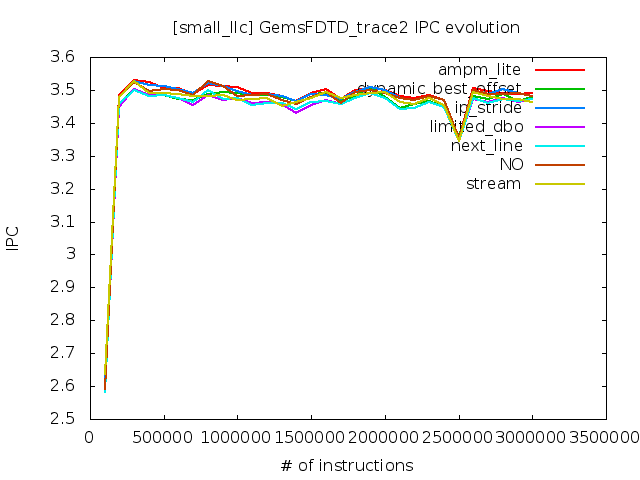 [small_llc] GemsFDTD_trace2 IPC evolution
3.6
3.5
3.4
3.3
3.2
3.1
3
2.9
2.8
2.7
2.6
2.5
IPC
ampm_lite
dynamic_best_offset
ip_stride
limited_dbo
next_line
NO
stream
0 500000 1000000 1500000 2000000 2500000 3000000 3500000
# of instructions